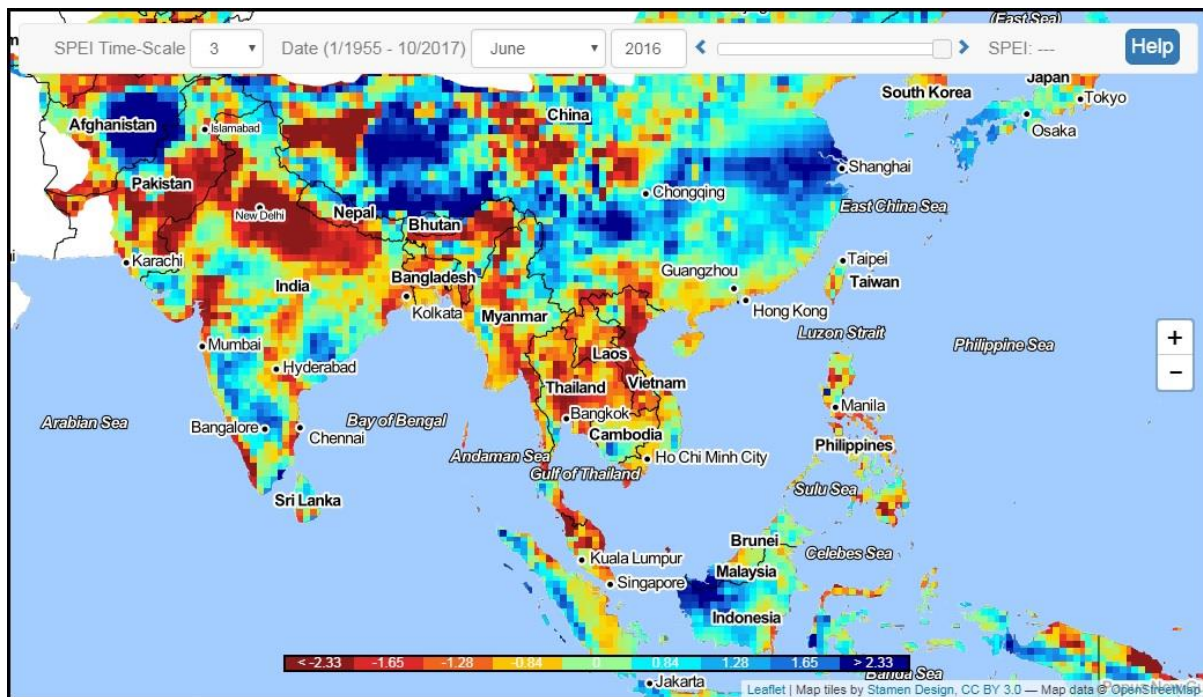 (East Sea)
SPEI Time-Scale 3 Date (1/1955 - 10/2017) June 2016 SPEI: --- Help
Japan
China
South Korea
Tokyo
Afghanistan
Islamabad
Osaka
Shanghai
Pakistan
Chongqing
New Delhi
Nepal
East China Sea
Bhutan
Karachi
Taipei
Guangzhou
Bangladesh
India
Taiwan
Kolkata
Hong Kong
Myanmar
Luzon Strait
+
Mumbai
Philippine Sea
Laos
Hyderabad
−
Thailand
Vietnam
Manila
Bangkok
Arabian Sea
Bay of Bengal
Bangalore
Chennai
Cambodia
Philippines
Andaman Sea
Ho Chi Minh City
Gulf of Thailand
Sulu Sea
Sri Lanka
Brunei
Kuala Lumpur
Celebes Sea
Malaysia
Singapore
Indonesia
< -2.33 -1.65 -1.28 -0.84 0 0.84 1.28 1.65 > 2.33
Banda Sea
Jakarta
Leaflet | Map tiles by Stamen Design, CC BY 3.0 — Map data © OpenStreetM